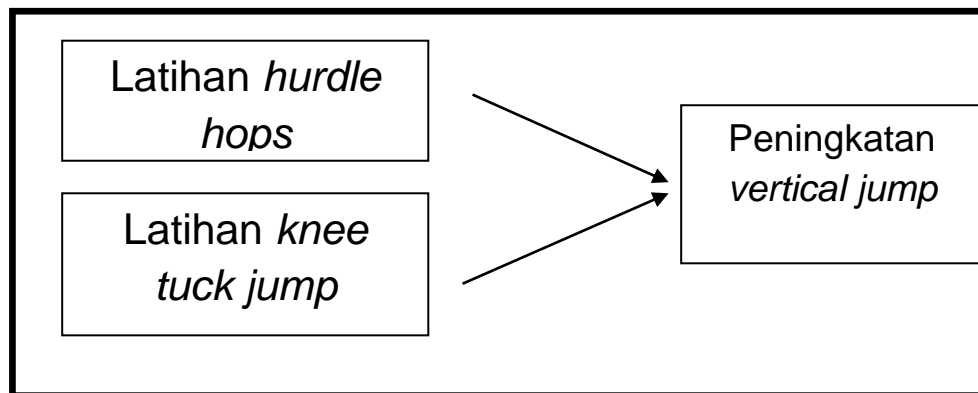 Latihan hurdle
hops
Latihan knee
tuck jump
Peningkatan
vertical jump